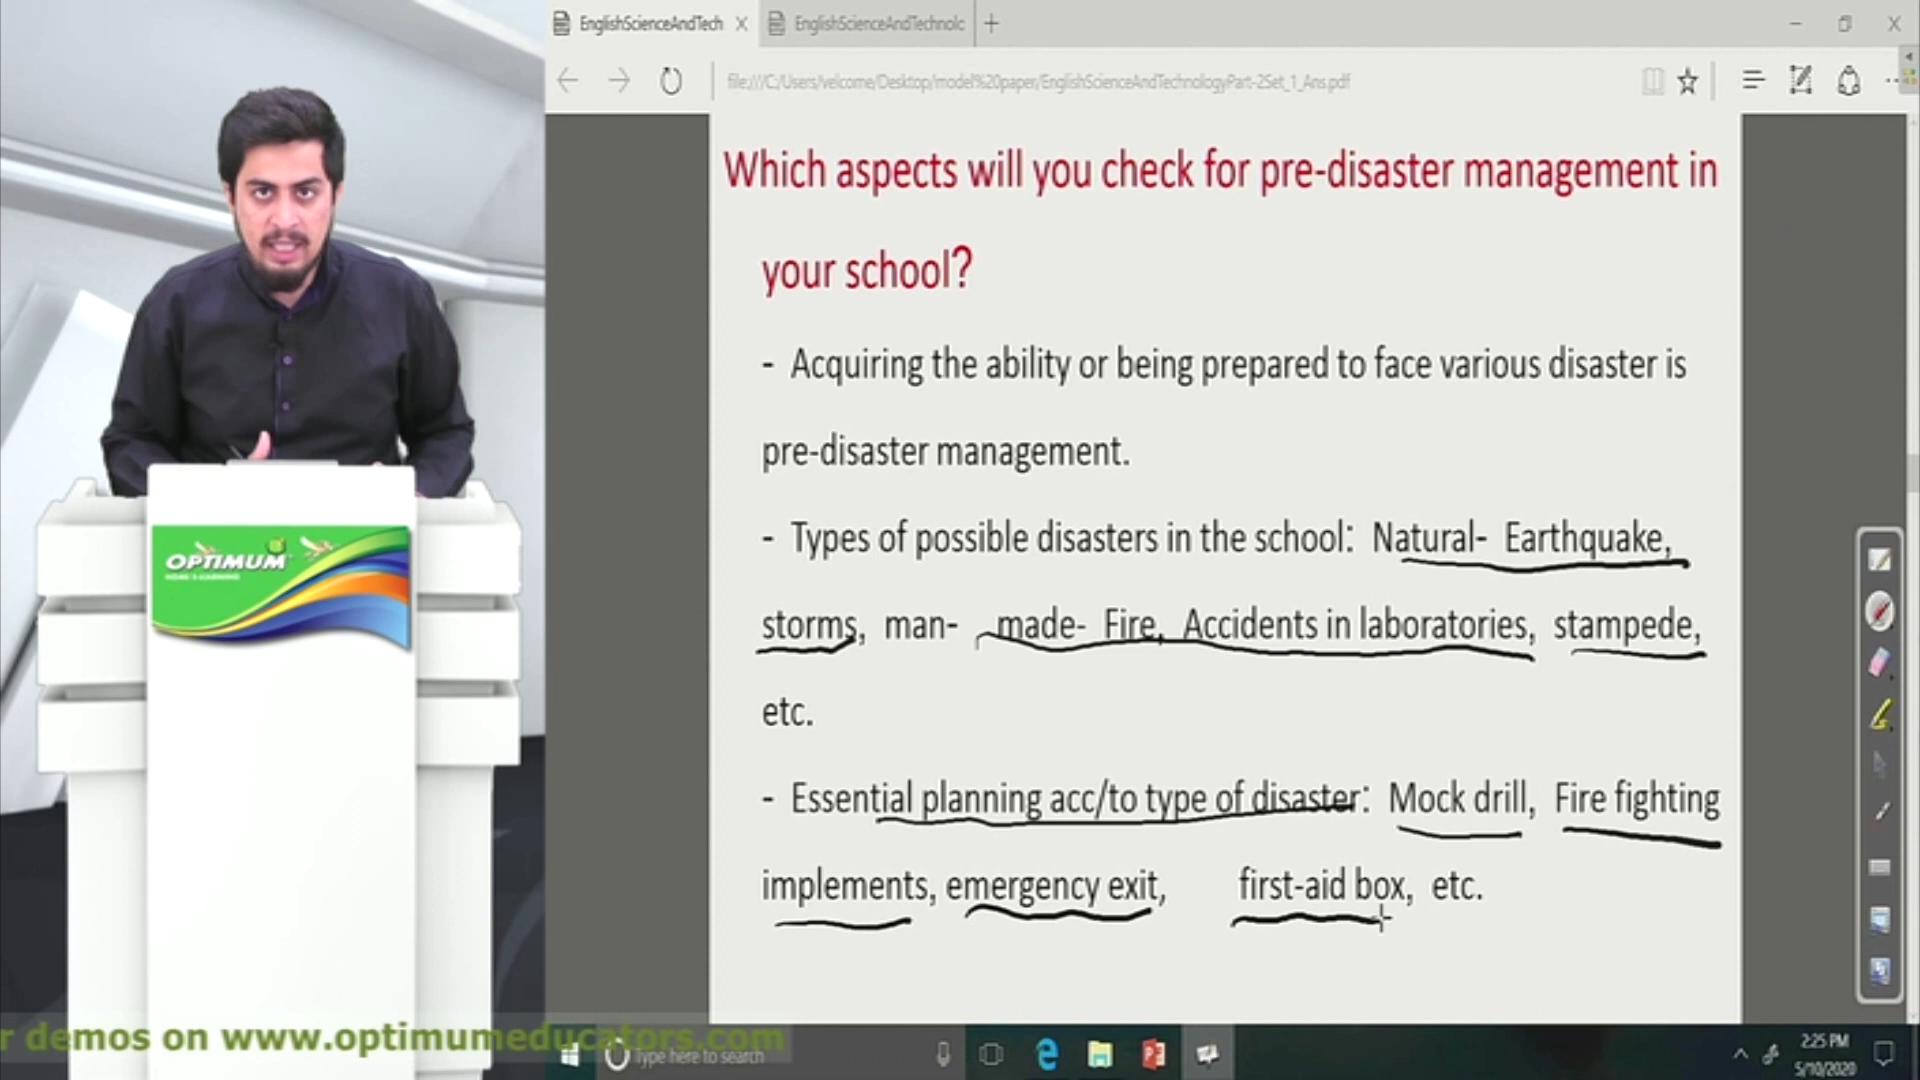 EnglishScienceAndTech
EnglishScienceAndTechnolc
file:///C:/Users/velcome/Desktop/model%20paper/EnglishScienceAndTechnologyPart-2Set_1_Ans.pdf
Which aspects will you check for pre-disaster management in
your school?
- Acquiring the ability or being prepared to face various disaster is
pre-disaster management.
- Types of possible disasters in the school: Natural- Earthquake,
storms, man- made- Fire, Accidents in laboratories, stampede,
etc.
- Essential planning acc/to type of disaster: Mock drill, Fire fighting
implements, emergency exit, first-aid box, etc.
OPTIMUM
HOME E-LEARNING
r demos on www.optimumeducators.com
Type here to search
2:25 PM
5/10/2020